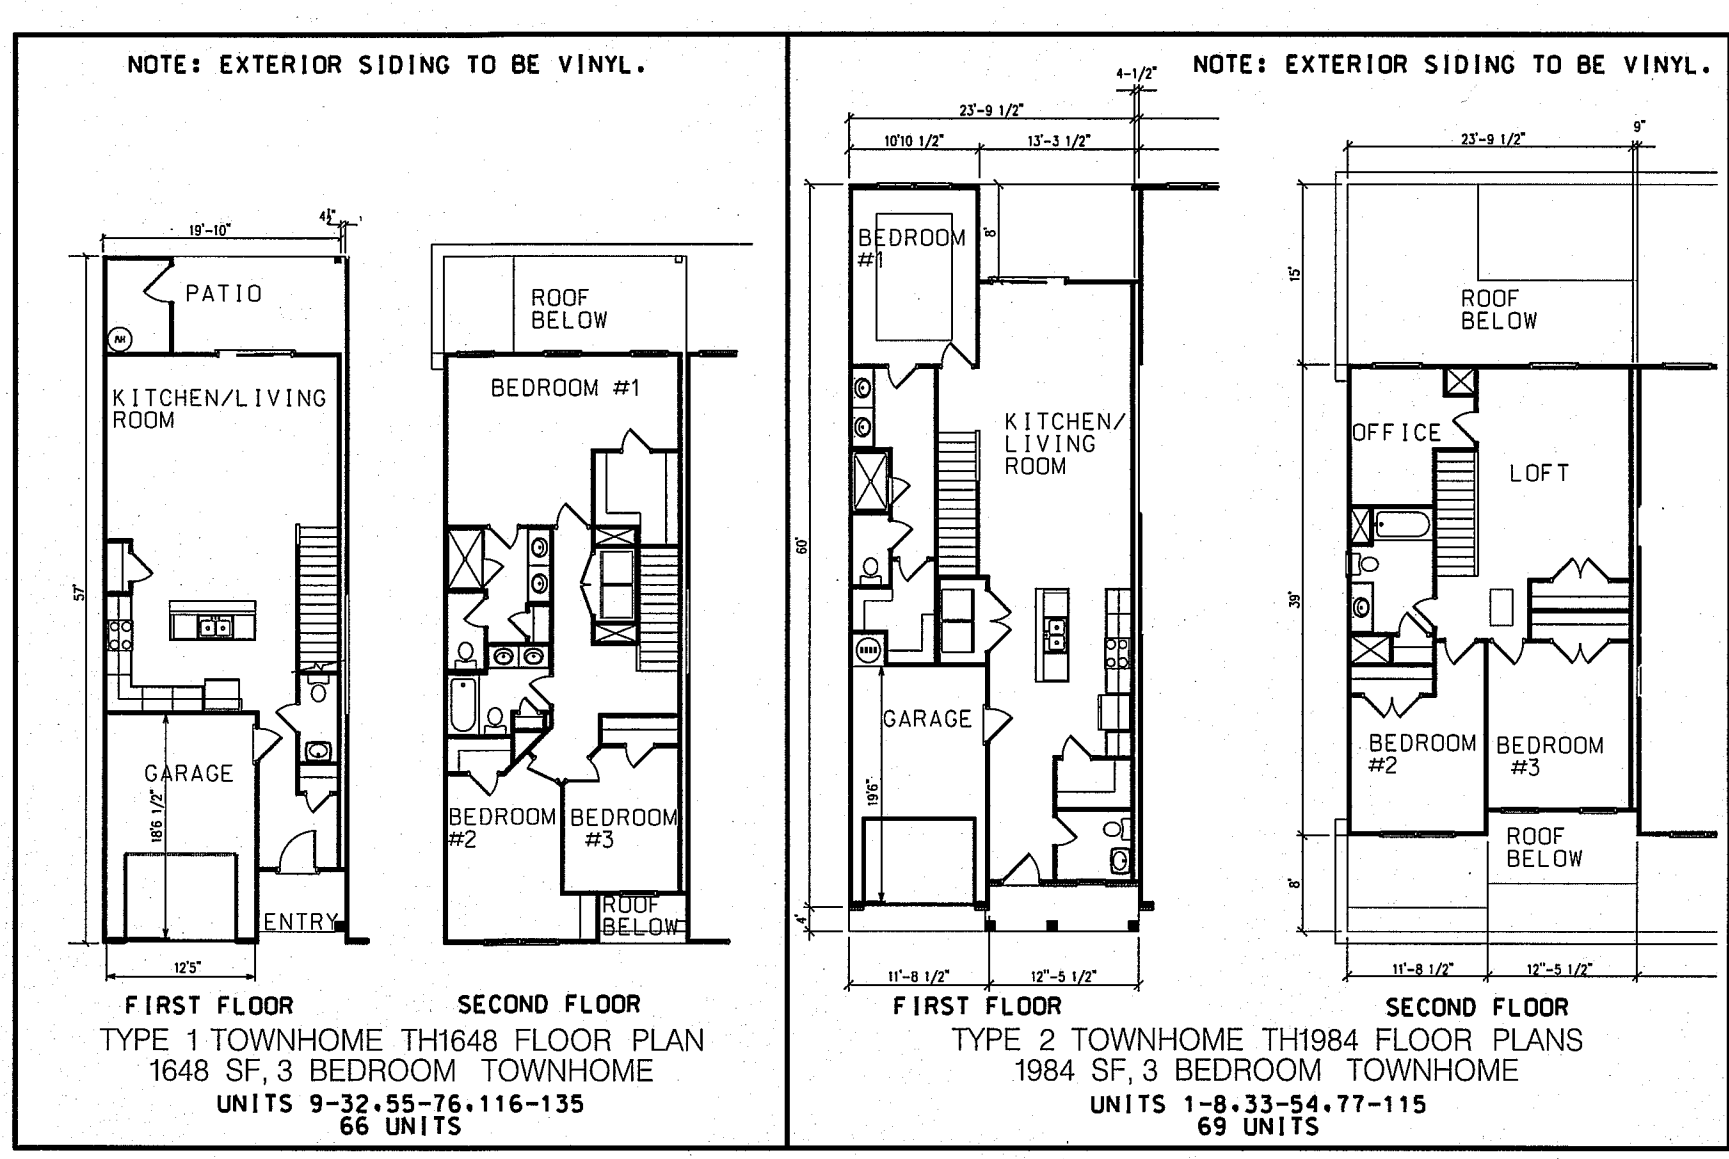 NOTE: EXTERIOR SIDING TO BE VINYL.
19'-10"
4½"
57'
PATIO
AH
KITCHEN/LIVING
ROOM
GARAGE
18'6 1/2"
ENTRY
12'5"
FIRST FLOOR
ROOF
BELOW
BEDROOM #1
BEDROOM
#2
BEDROOM
#3
ROOF
BELOW
SECOND FLOOR
TYPE 1 TOWNHOME TH1648 FLOOR PLAN
1648 SF, 3 BEDROOM TOWNHOME
UNITS 9-32,55-76,116-135
66 UNITS
NOTE: EXTERIOR SIDING TO BE VINYL.
4-1/2"
23'-9 1/2"
10'10 1/2"
13'-3 1/2"
BEDROOM
#1
8'
60'
KITCHEN/
LIVING
ROOM
GARAGE
19'6"
4'
11'-8 1/2"
12"-5 1/2"
FIRST FLOOR
23'-9 1/2"
9"
15'
ROOF
BELOW
OFFICE
LOFT
39'
BEDROOM
#2
BEDROOM
#3
ROOF
BELOW
8'
11'-8 1/2"
12"-5 1/2"
SECOND FLOOR
TYPE 2 TOWNHOME TH1984 FLOOR PLANS
1984 SF, 3 BEDROOM TOWNHOME
UNITS 1-8,33-54,77-115
69 UNITS